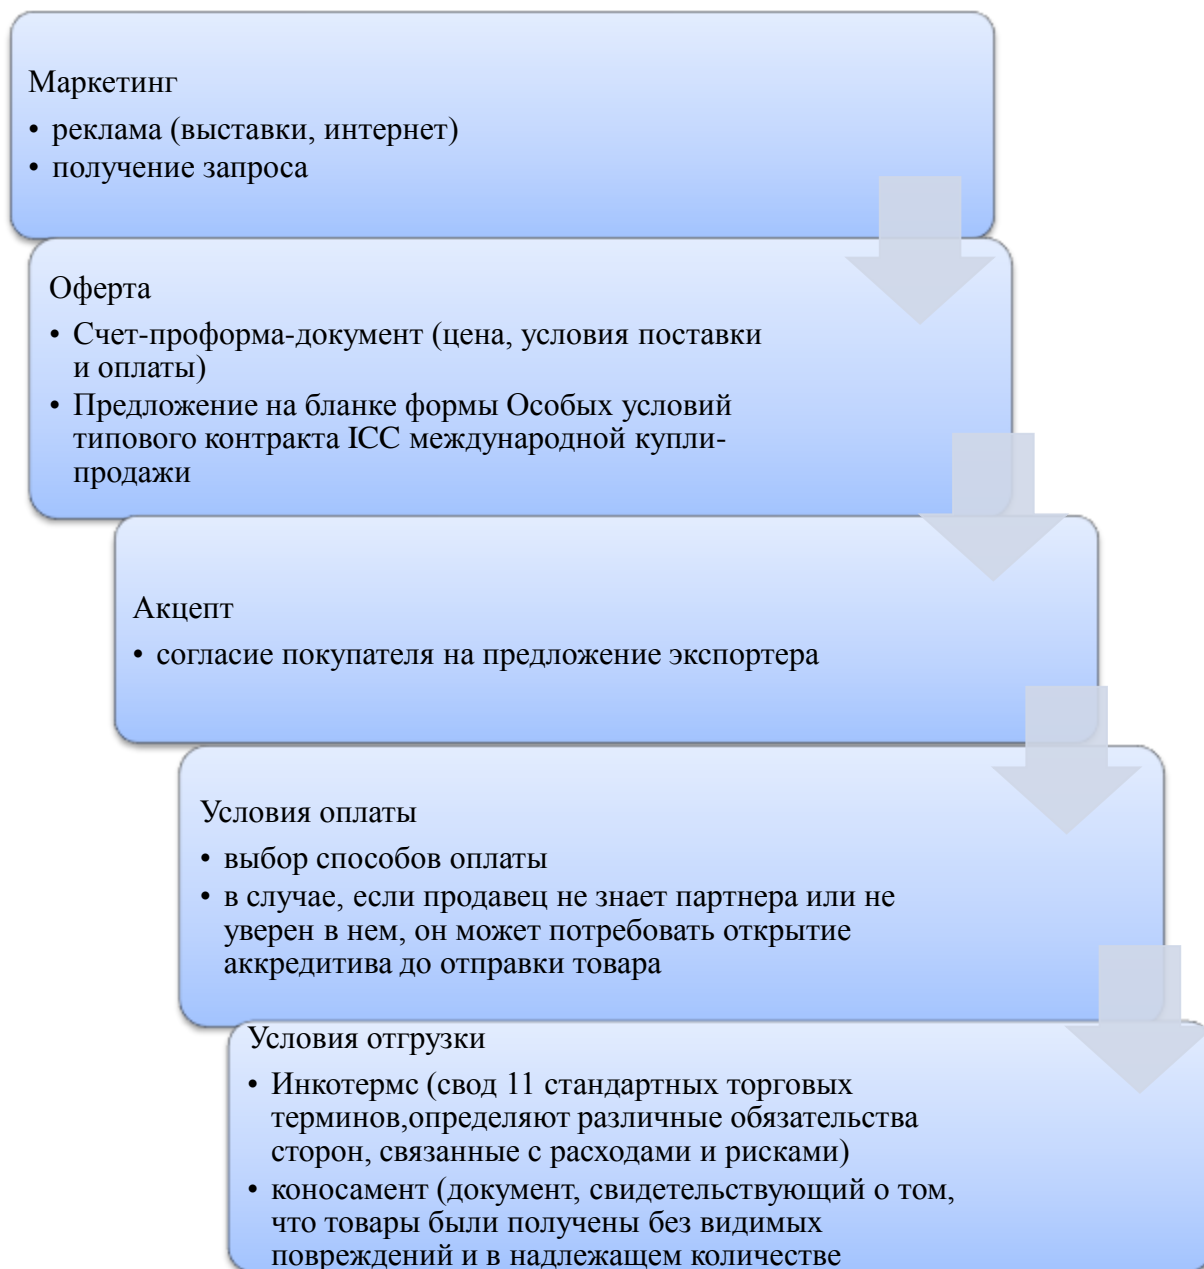 Маркетинг
• реклама (выставки, интернет)
• получение запроса
Оферта
• Счет-проформа-документ (цена, условия поставки
и оплаты)
• Предложение на бланке формы Особых условий
типового контракта ICC международной купли-
продажи
Акцепт
• согласие покупателя на предложение экспортера
Условия оплаты
• выбор способов оплаты
• в случае, если продавец не знает партнера или не
уверен в нем, он может потребовать открытие
аккредитива до отправки товара
Условия отгрузки
• Инкотермс (свод 11 стандартных торговых
терминов,определяют различные обязательства
сторон, связанные с расходами и рисками)
• коносамент (документ, свидетельствующий о том,
что товары были получены без видимых
повреждений и в надлежащем количестве